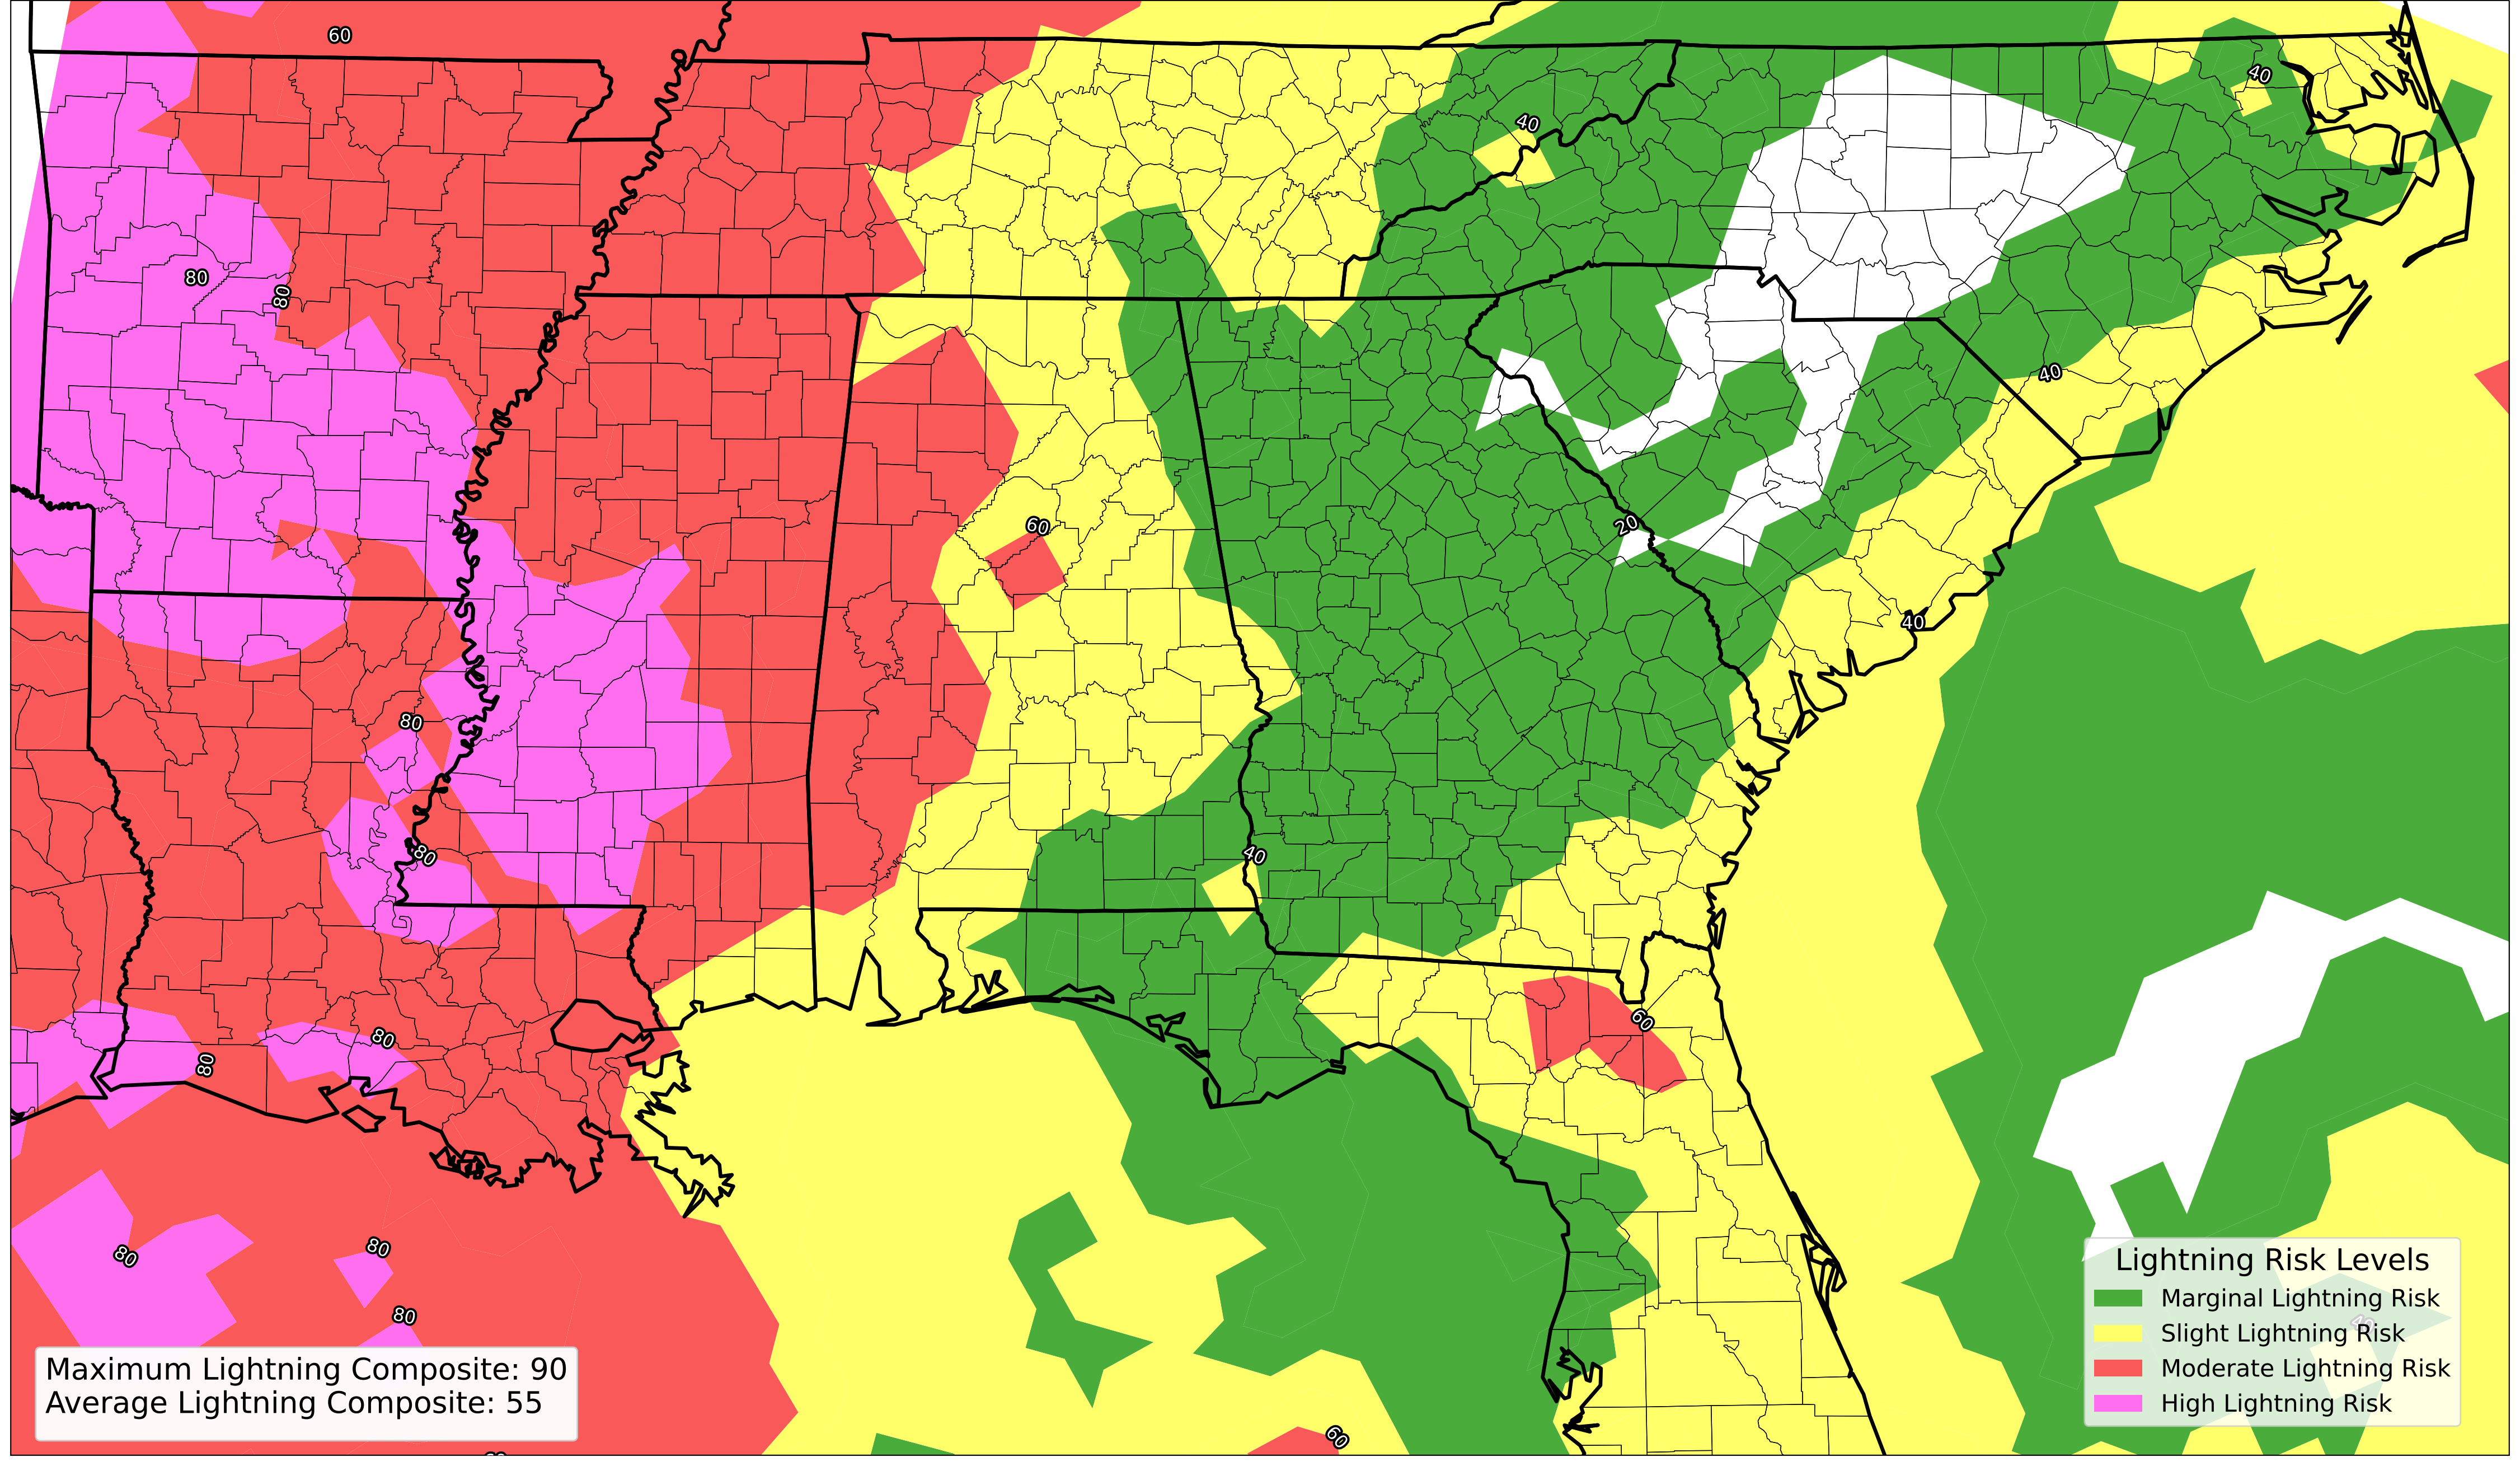 60
40
40
80
80
40
60
20
40
80
80
40
60
80
80
80
80
80
60
Maximum Lightning Composite: 90
Average Lightning Composite: 55
Lightning Risk Levels
Marginal Lightning Risk
Slight Lightning Risk
Moderate Lightning Risk
High Lightning Risk